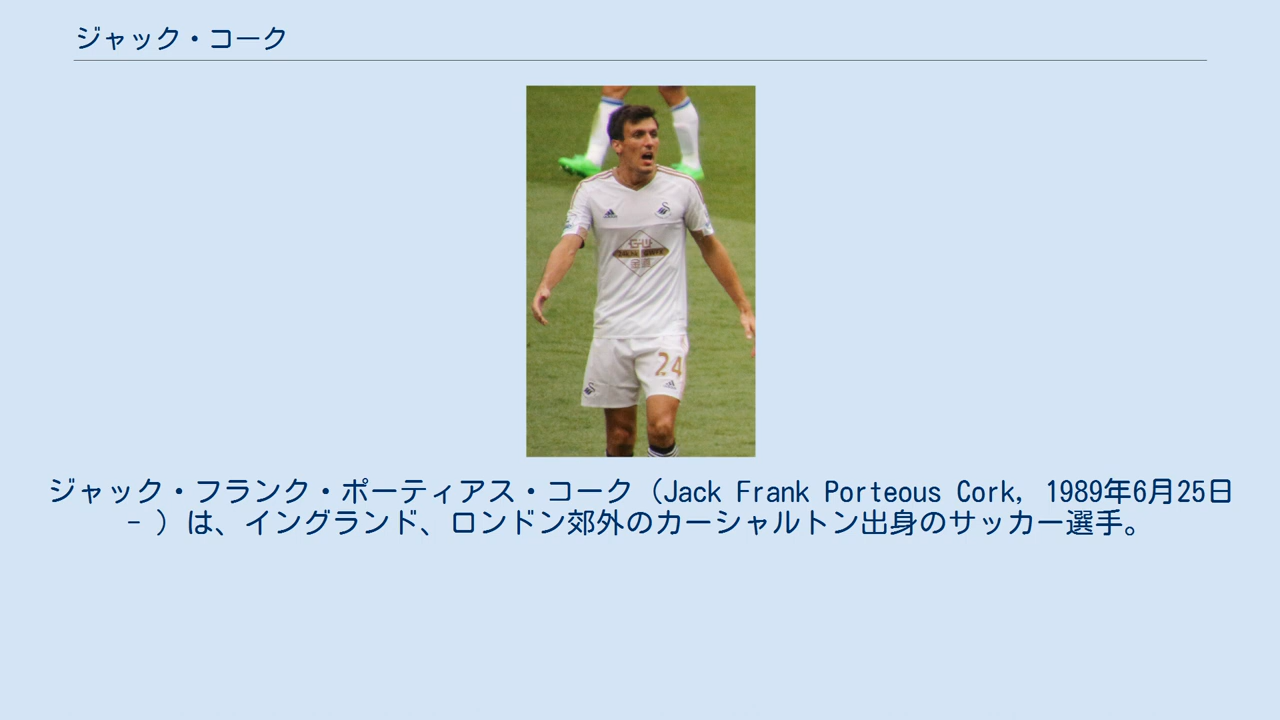 ジャック・コーク
24
ジャック・フランク・ポーティアス・コーク（Jack Frank Porteous Cork, 1989年6月25日
- ）は、イングランド、ロンドン郊外のカーシャルトン出身のサッカー選手。